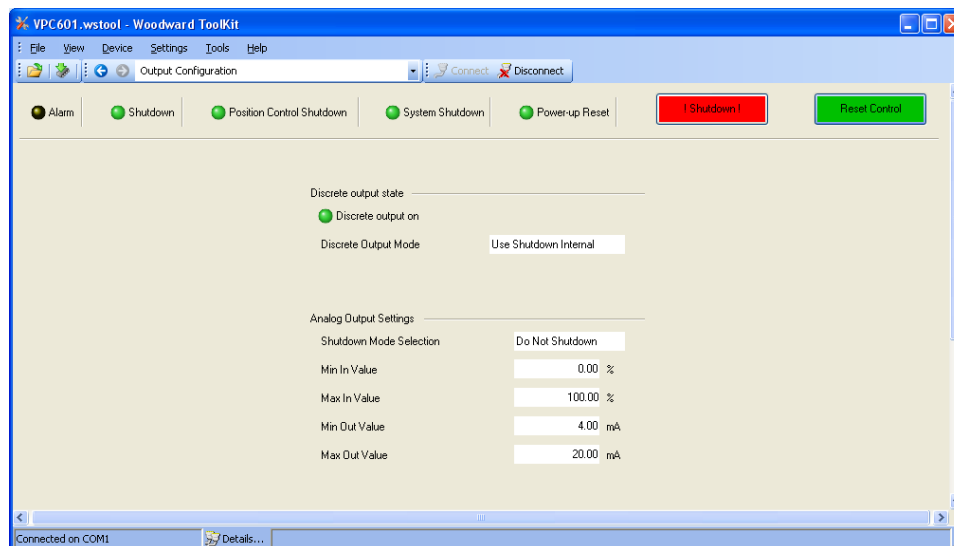 VPC601.wstool - Woodward ToolKit
File View Device Settings Tools Help
Output Configuration Connect Disconnect
Alarm Shutdown Position Control Shutdown System Shutdown Power-up Reset ! Shutdown ! Reset Control
Discrete output state
Discrete output on
Discrete Output Mode Use Shutdown Internal
Analog Output Settings
Shutdown Mode Selection Do Not Shutdown
Min In Value 0.00 %
Max In Value 100.00 %
Min Out Value 4.00 mA
Max Out Value 20.00 mA
Connected on COM1 Details...